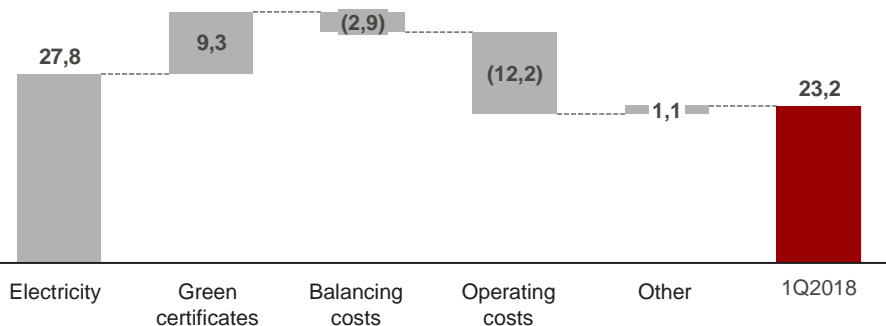 27,8
9,3
(2,9)
(12,2)
1,1
23,2
Electricity
Green
certificates
Balancing
costs
Operating
costs
Other
1Q2018